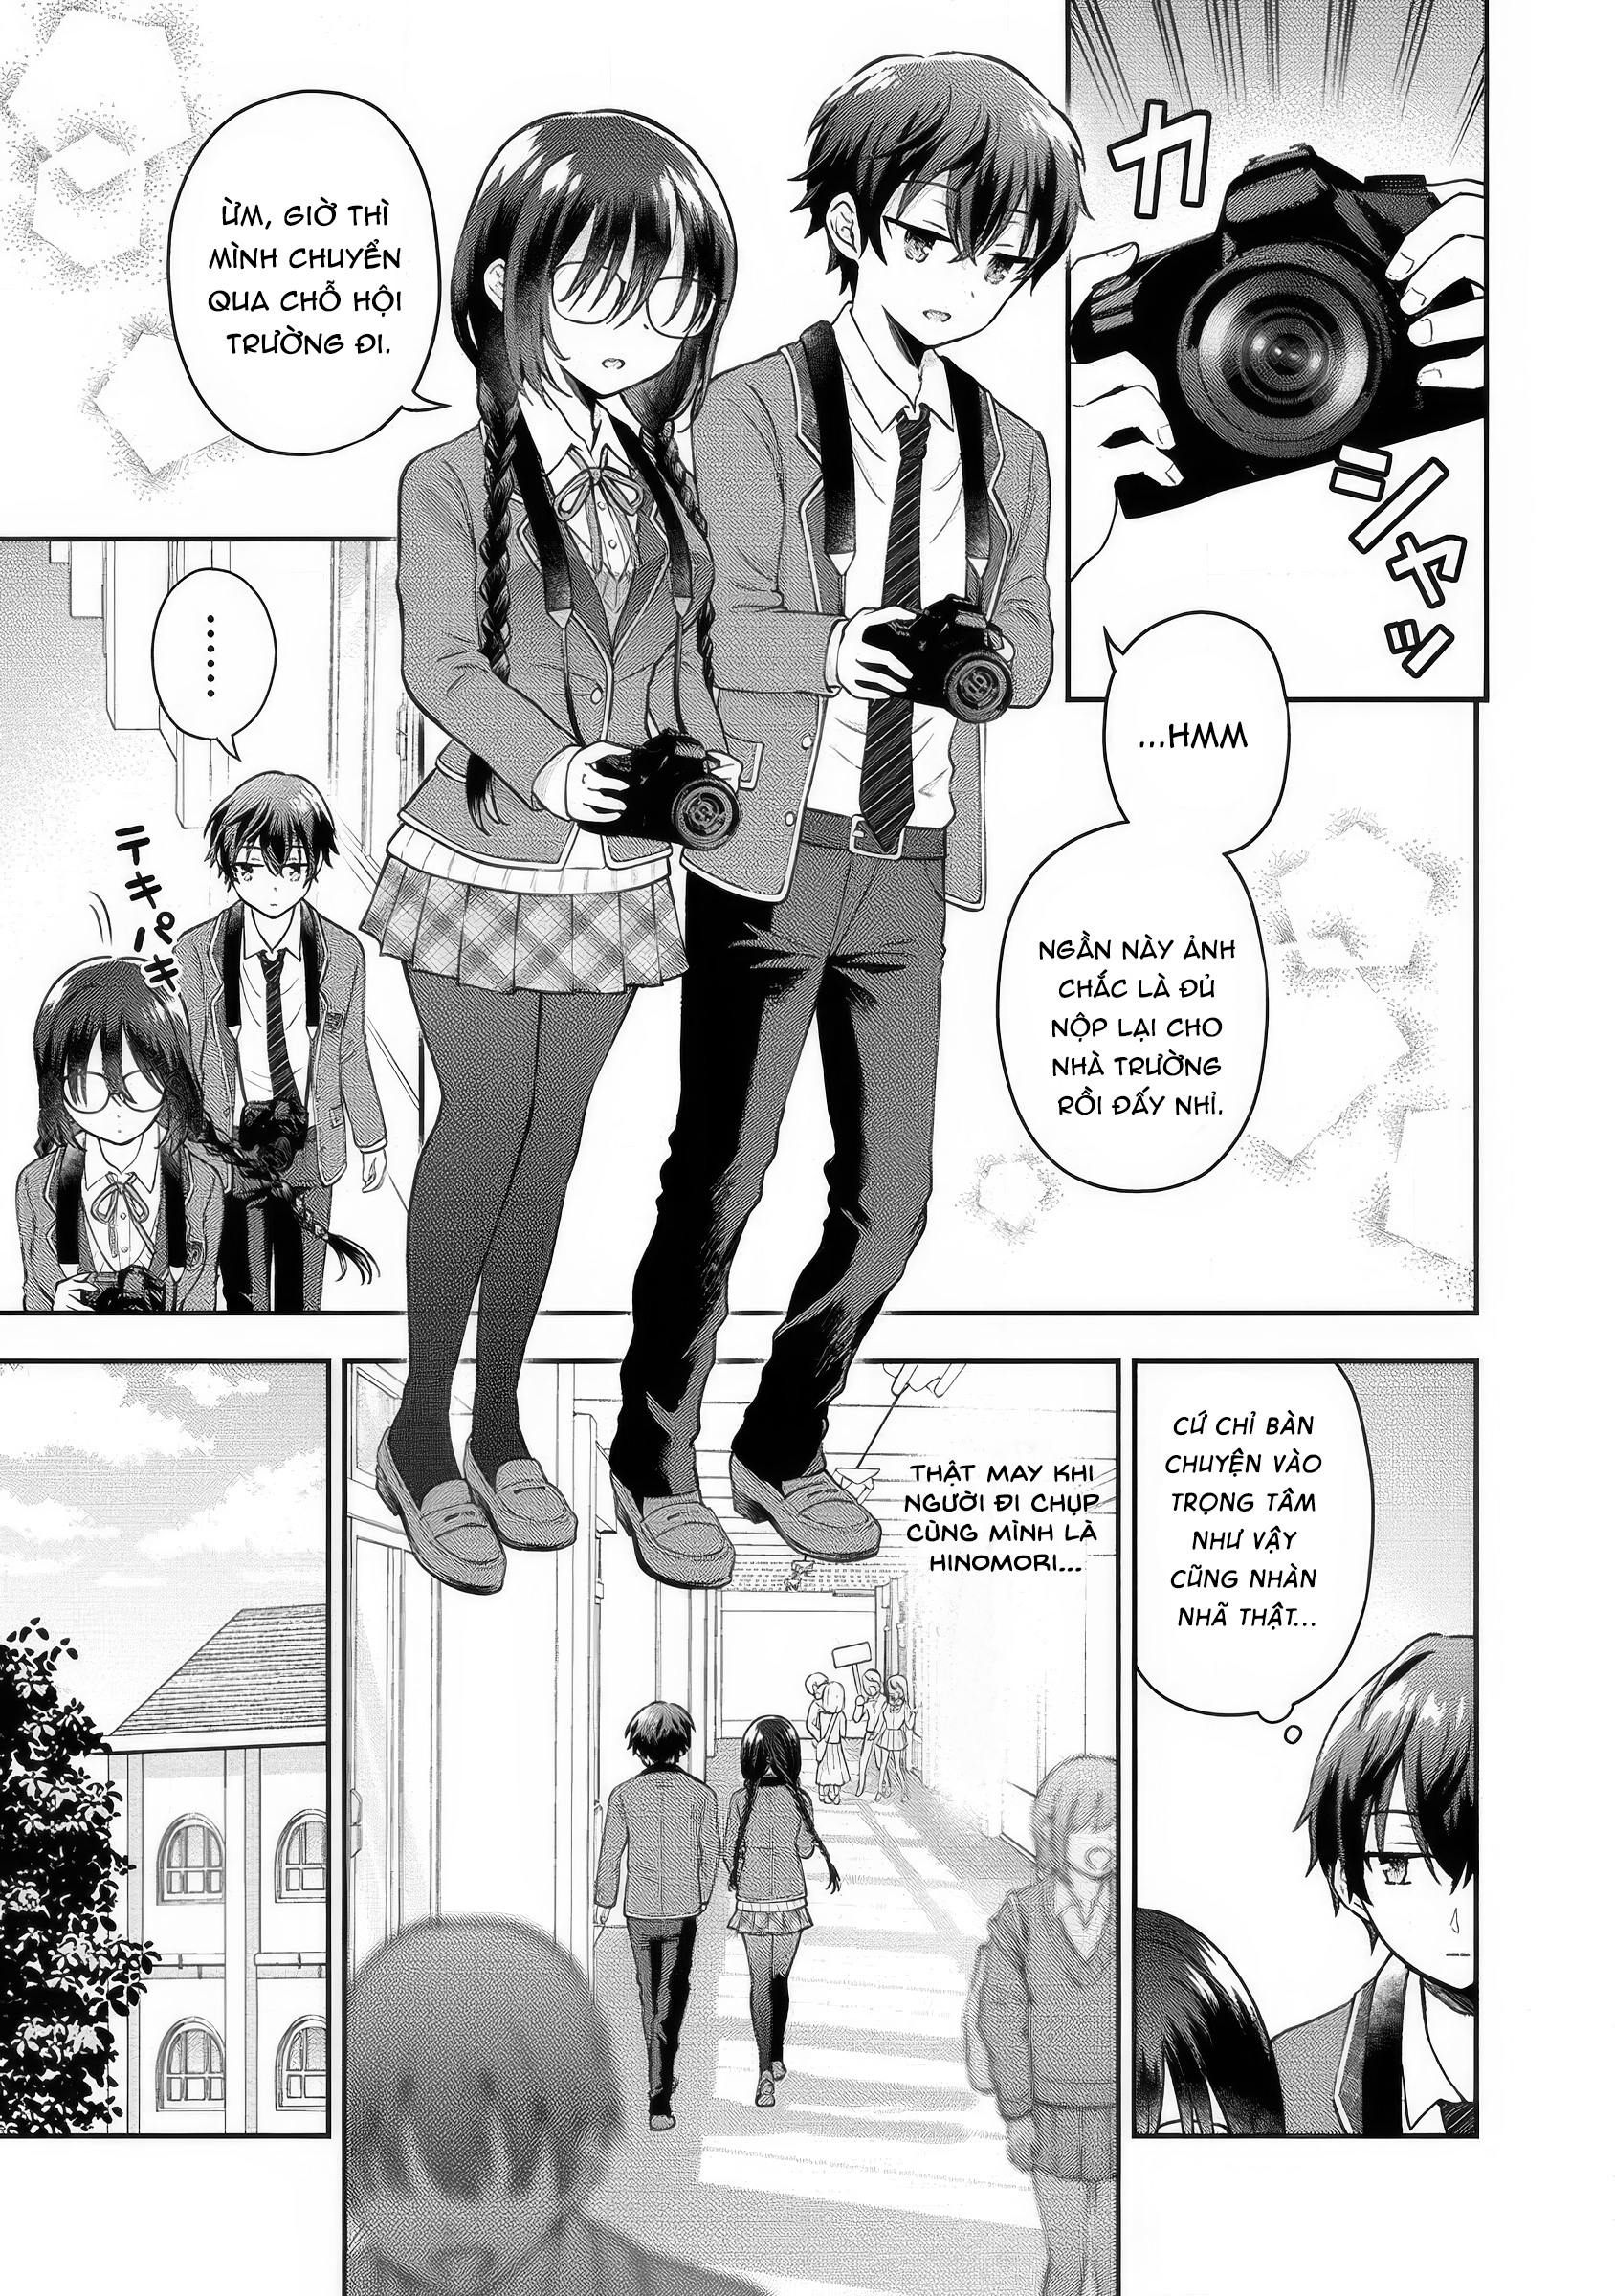 カ
シャッ
...HMM
NGẦN NÀY ẢNH
CHẮC LÀ ĐỦ
NỘP LẠI CHO
NHÀ TRƯỜNG
RỒI ĐẤY NHỈ.
ỪM, GIỜ THÌ
MÌNH CHUYỂN
QUA CHỖ HỘI
TRƯỜNG ĐI.
......
テキパキ
CỨ CHỈ BÀN
CHUYỆN VÀO
TRỌNG TÂM
NHƯ VẬY
CŨNG NHÀN
NHÃ THẬT...
THẬT MAY KHI
NGƯỜI ĐI CHỤP
CÙNG MÌNH LÀ
HINOMORI...